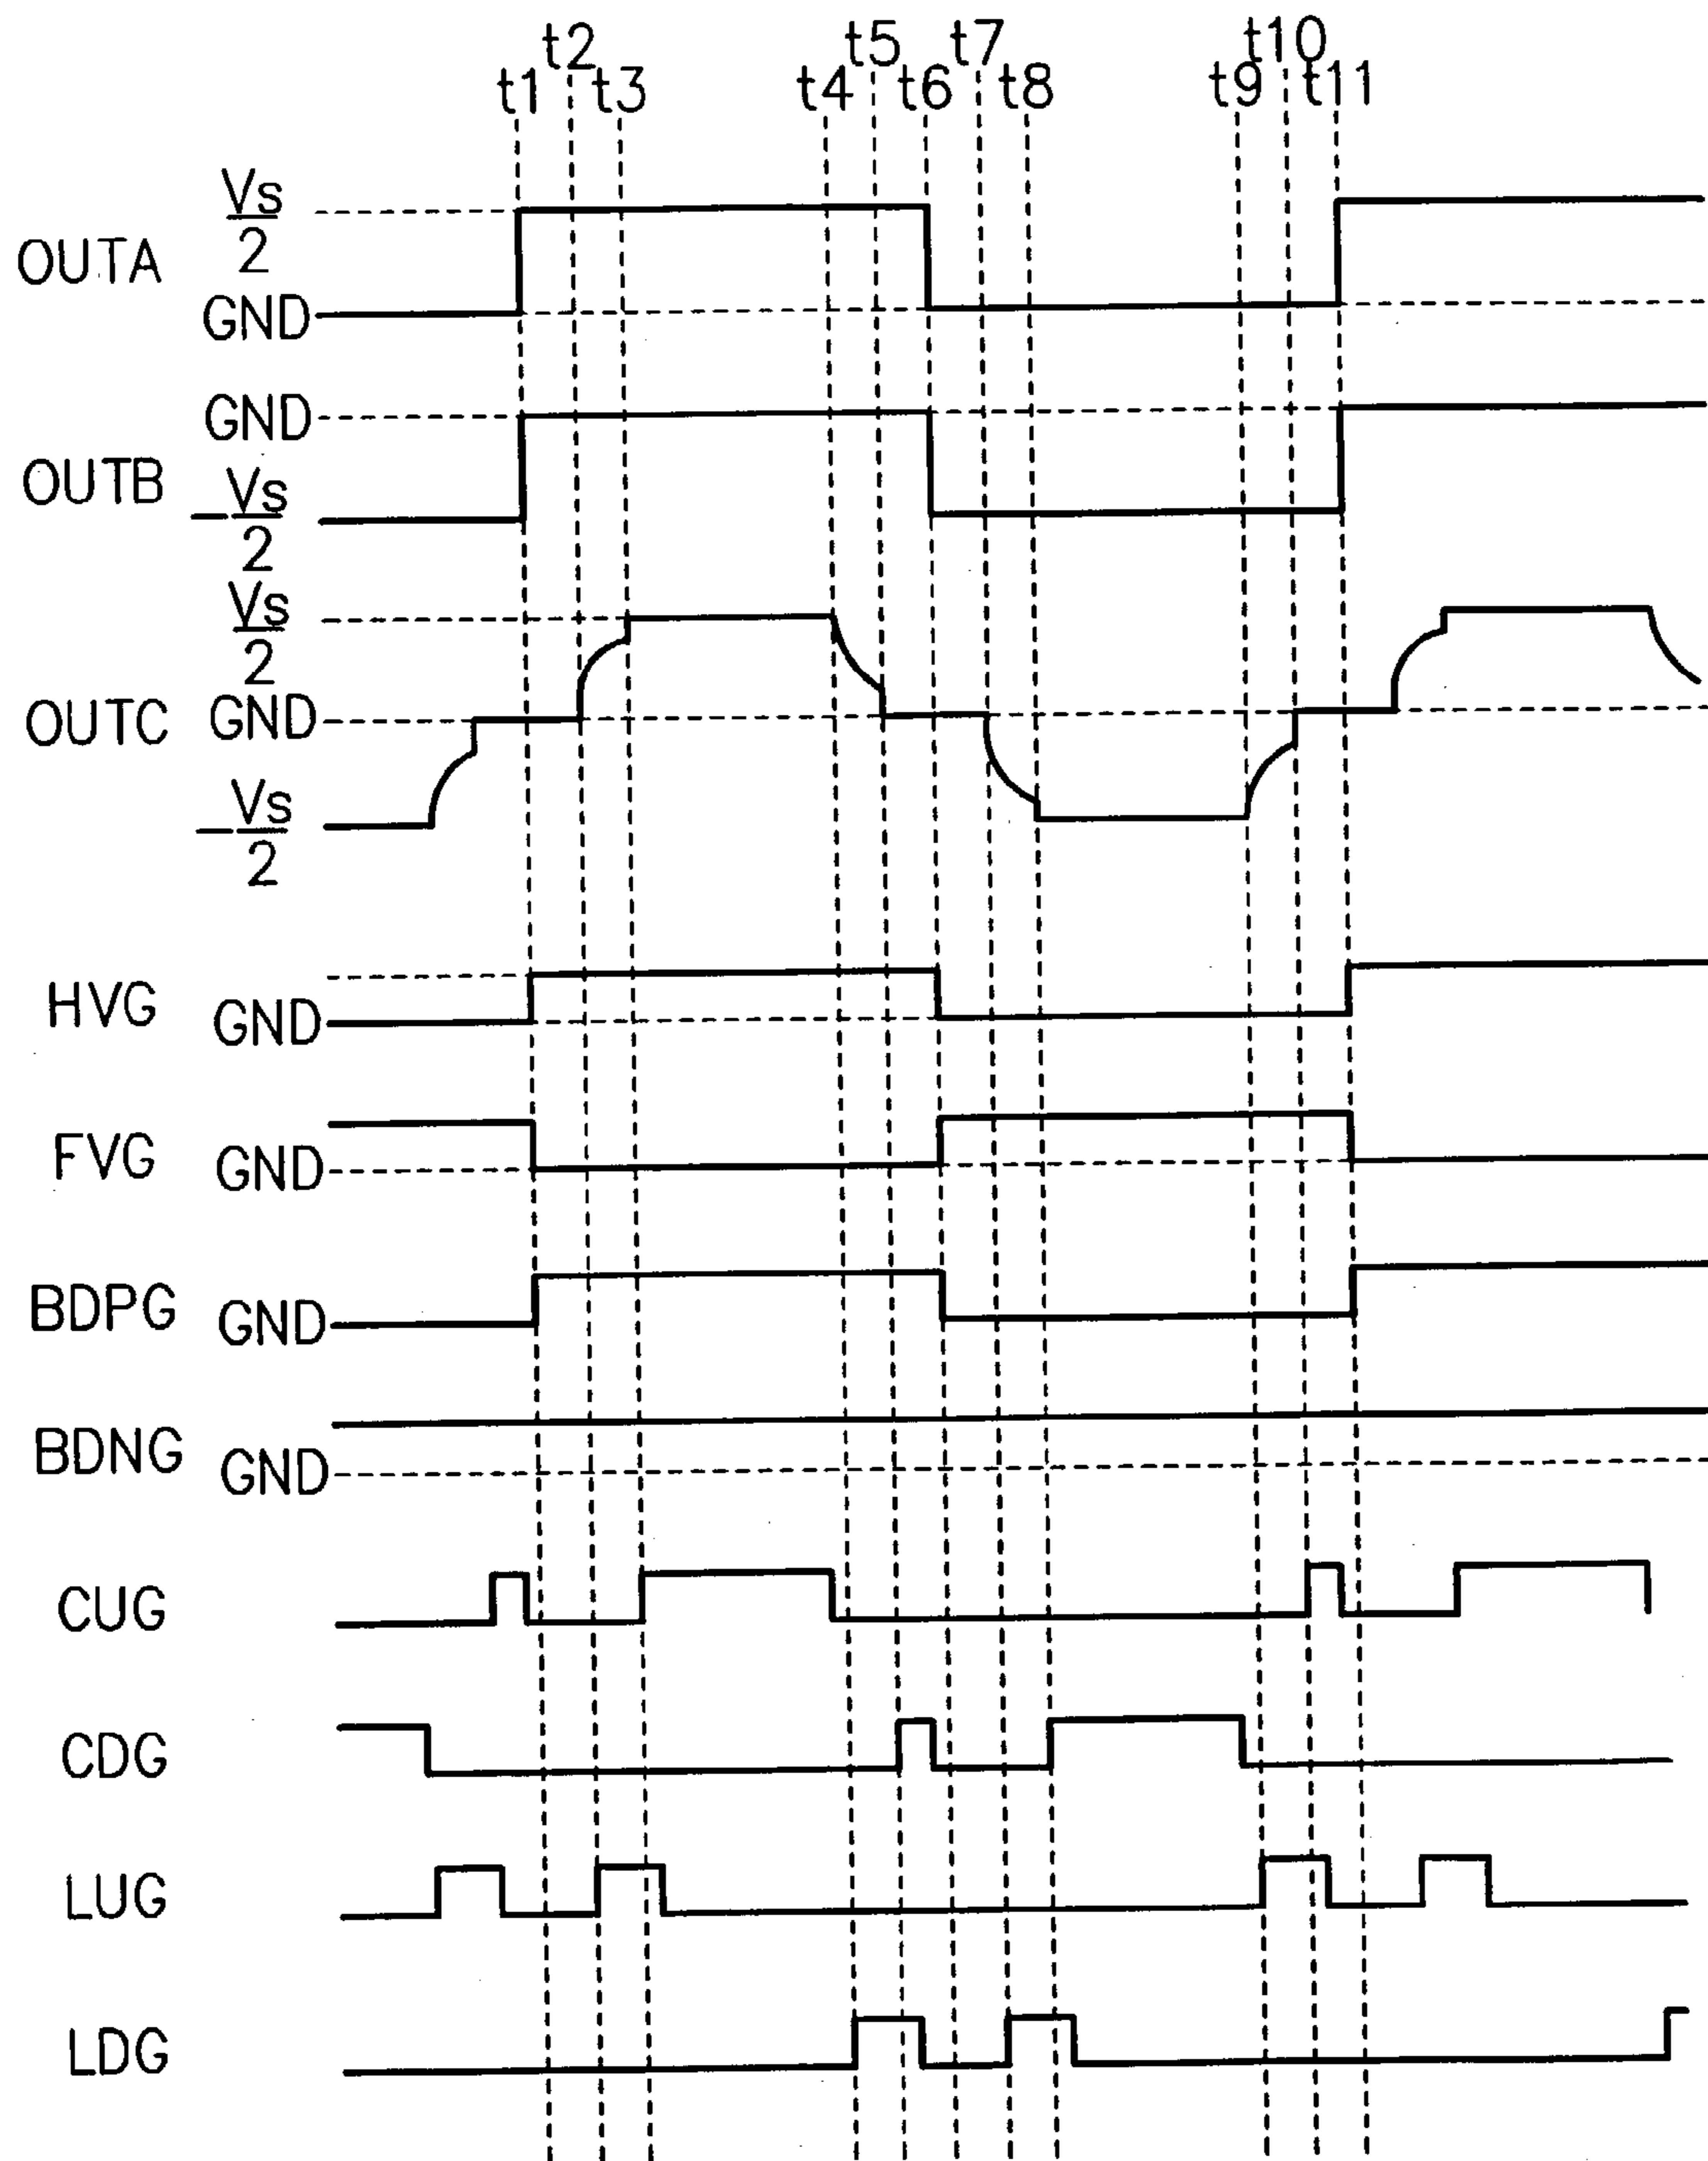 t2 t5 t7 t10
t1 t3 t4 t6 t8 t9 t11
Vs
2
OUTA
GND
GND
OUTB
-Vs
2
Vs
2
OUTC GND
-Vs
2
HVG GND
FVG GND
BDPG GND
BDNG GND
CUG
CDG
LUG
LDG